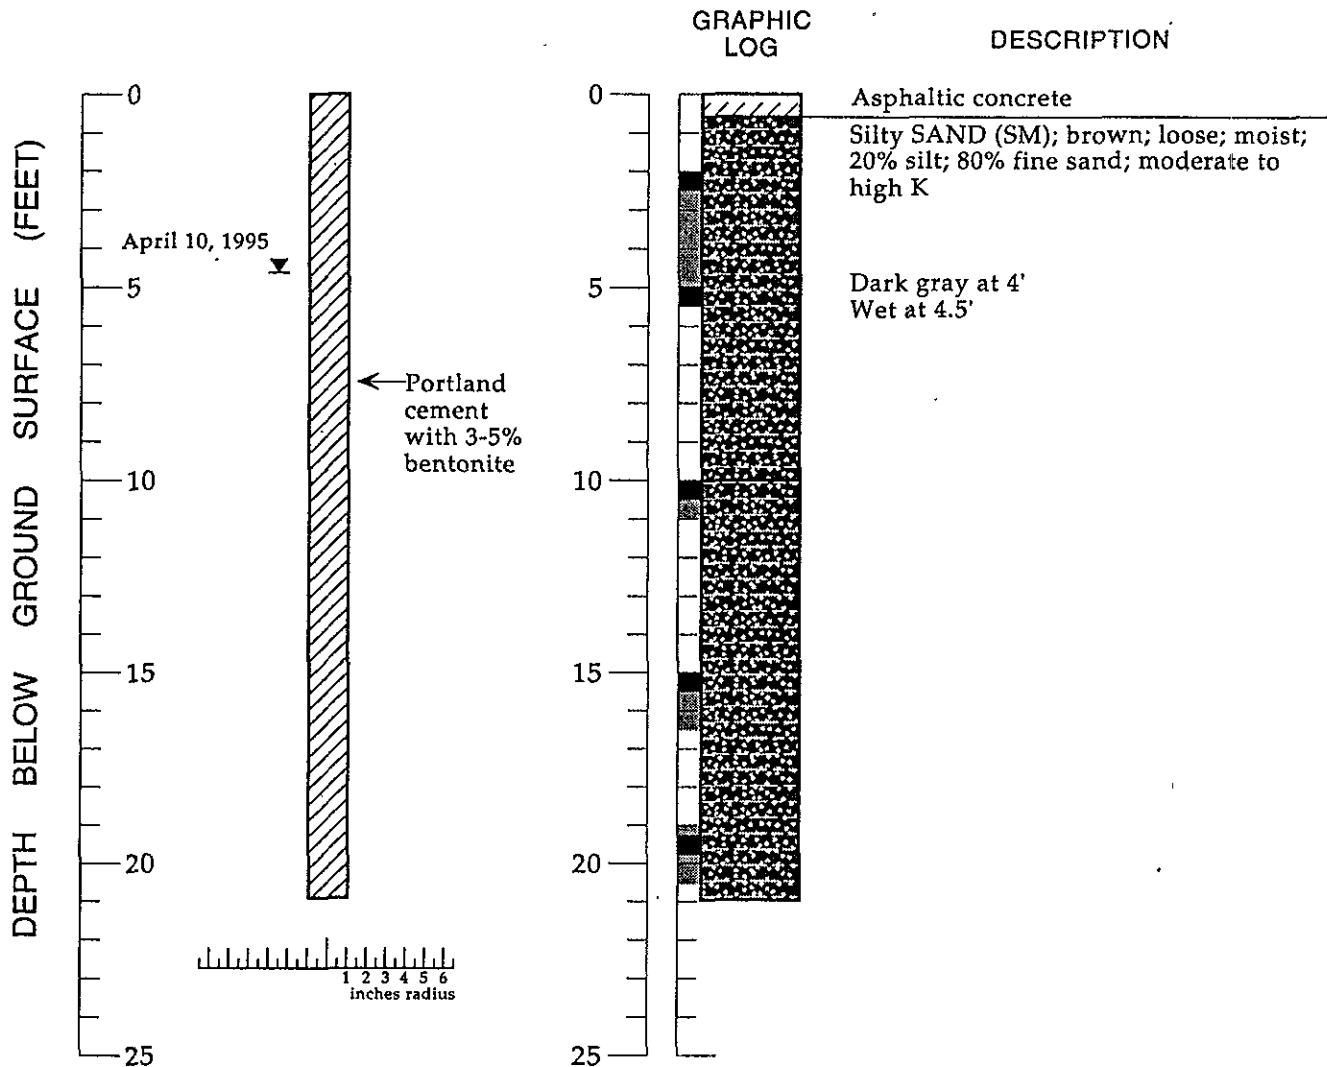 GRAPHIC
LOG
DESCRIPTION
DEPTH BELOW GROUND SURFACE (FEET)
0
5
10
15
20
25
April 10, 1995
Portland
cement
with 3-5%
bentonite
1 2 3 4 5 6
inches radius
0
5
10
15
20
25
Asphaltic concrete
Silty SAND (SM); brown; loose; moist;
20% silt; 80% fine sand; moderate to
high K
Dark gray at 4'
Wet at 4.5'